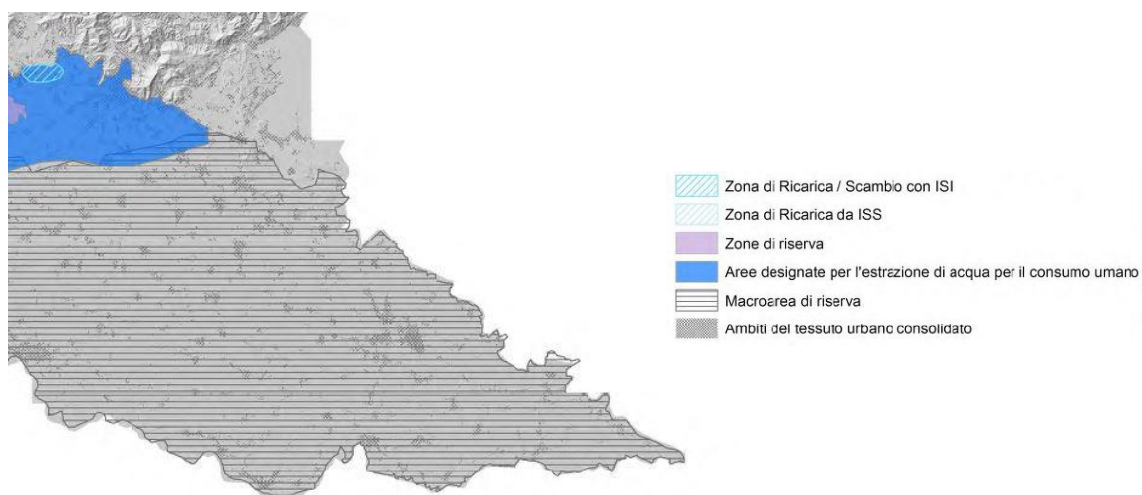 Zona di Ricarica / Scambio con ISI
Zona di Ricarica da ISS
Zone di riserva
Aree designate per l'estrazione di acqua per il consumo umano
Macroarea di riserva
Ambiti del tessuto urbano consolidato